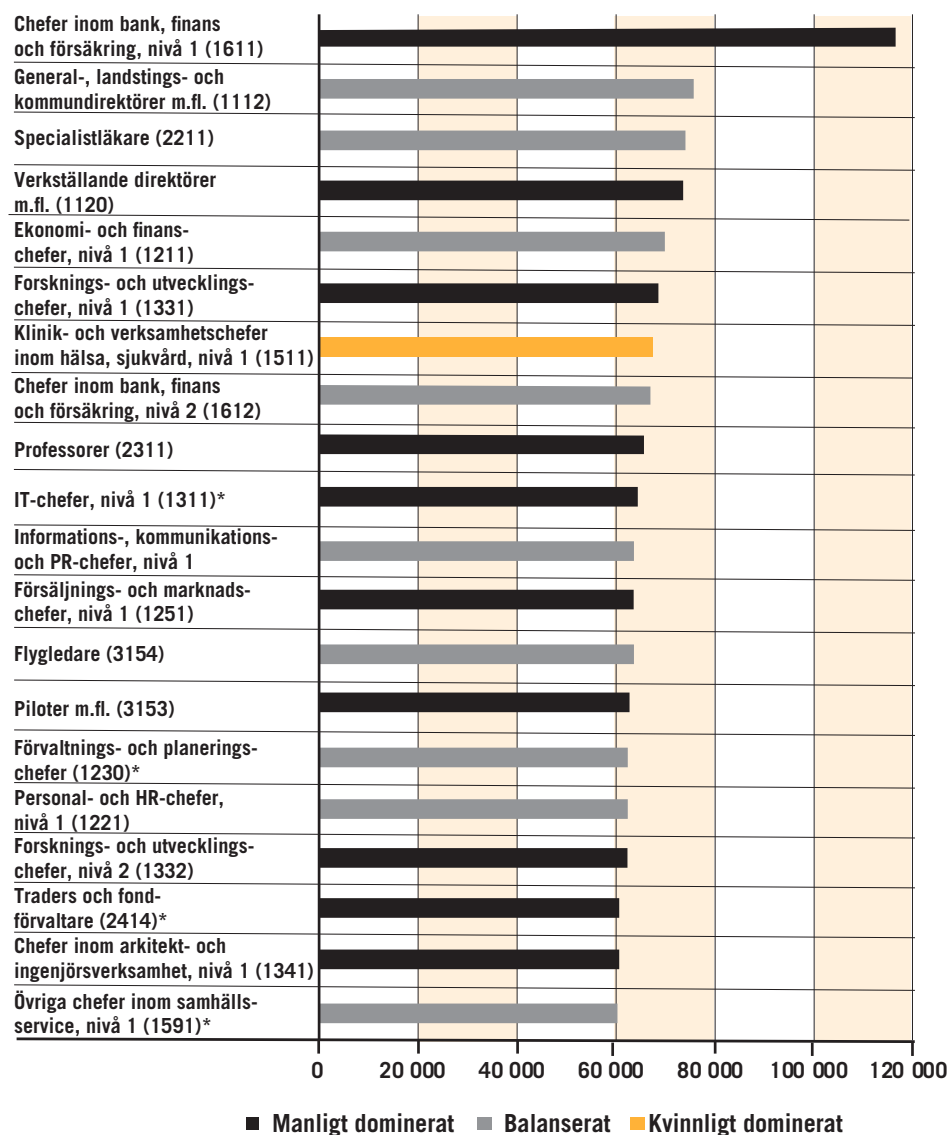 Chefer inom bank, finans
och försäkring, nivå 1 (1611)
General-, landstings- och
kommundirektörer m.fl. (1112)
Specialistläkare (2211)
Verkställande direktörer
m.fl. (1120)
Ekonomi- och finans-
chefer, nivå 1 (1211)
Forsknings- och utvecklings-
chefer, nivå 1 (1331)
Klinik- och verksamhetschefer
inom hälsa, sjukvård, nivå 1 (1511)
Chefer inom bank, finans
och försäkring, nivå 2 (1612)
Professorer (2311)
IT-chefer, nivå 1 (1311)*
Informations-, kommunikations-
och PR-chefer, nivå 1
Försäljnings- och marknads-
chefer, nivå 1 (1251)
Flygledare (3154)
Piloter m.fl. (3153)
Förvaltnings- och planerings-
chefer (1230)*
Personal- och HR-chefer,
nivå 1 (1221)
Forsknings- och utvecklings-
chefer, nivå 2 (1332)
Traders och fond-
förvaltare (2414)*
Chefer inom arkitekt- och
ingenjörsverksamhet, nivå 1 (1341)
Övriga chefer inom samhälls-
service, nivå 1 (1591)*
0 20 000 40 000 60 000 80 000 100 000 120 000
Manligt dominerat Balanserat Kvinnligt dominerat